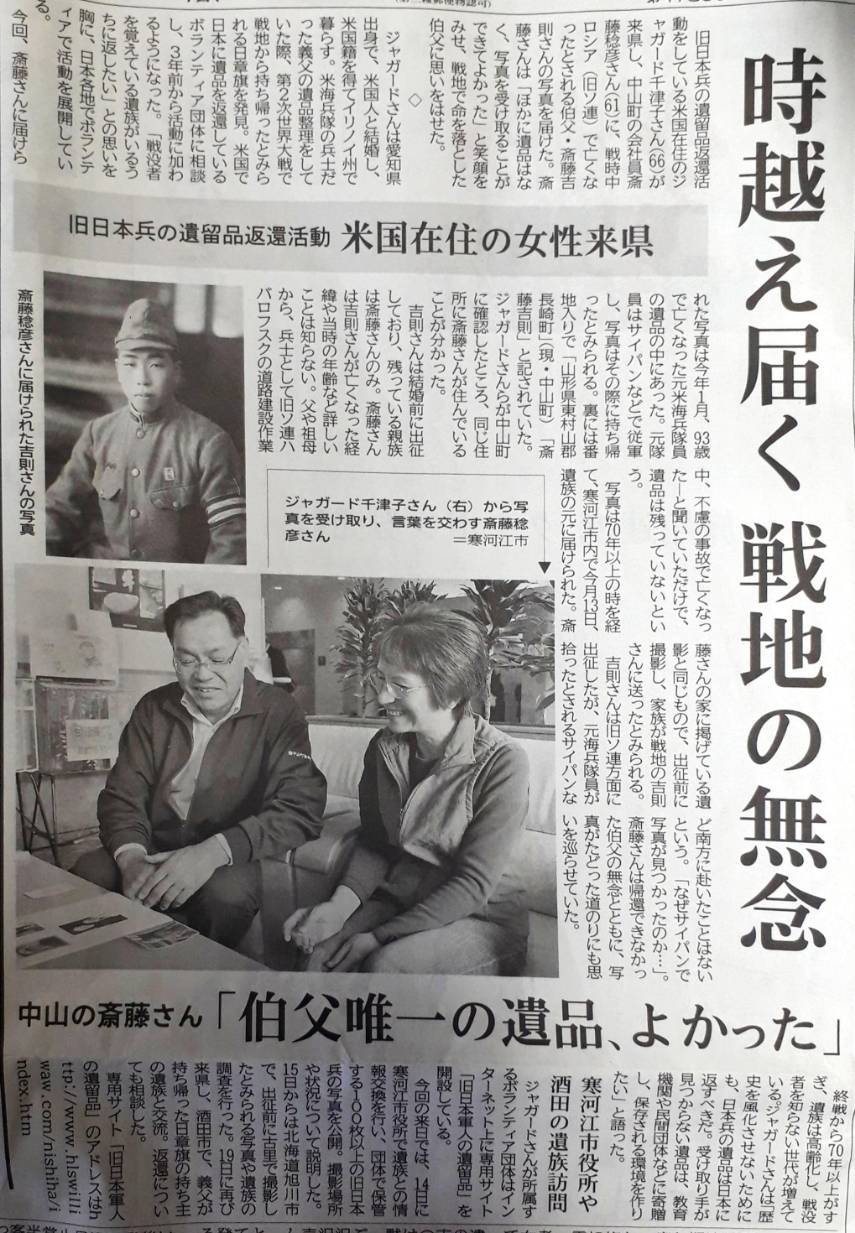 時越え届く 戦地の無念
旧日本兵の遺留品返還活動 米国在住の女性来県
中山の斎藤さん「伯父唯一の遺品、よかった」
旧日本兵の遺留品返還活
動をしている米国在住のジ
ャガード千津子さん(66)が
来県し、中山町の会社員斎
藤稔彦さん(61)に、戦時中
ロシア(旧ソ連)で亡くな
ったとされる伯父・斎藤吉
則さんの写真を届けた。斎
藤さんは「ほかに遺品はな
く、写真を受け取ることが
できてよかった」と笑顔を
みせ、戦地で命を落とした
伯父に思いをはせた。
◇
ジャガードさんは愛知県
出身で、米国人と結婚し、
米国籍を得てイリノイ州で
暮らす。米海兵隊の兵士だ
った義父の遺品整理をして
いた際、第2次世界大戦で
戦地から持ち帰ったとみら
れる日章旗を発見。米国で
日本に遺品を返還している
ボランティア団体に相談
し、3年前から活動に加わ
るようになった。「戦没者
を覚えている遺族がいるう
ちに返したい」との思いを
胸に、日本各地でボランテ
ィアで活動を展開してい
る。
今回、斎藤さんに届けら
れた写真は今年1月、93歳
で亡くなった元米海兵隊員
の遺品の中にあった。元隊
員はサイパンなどで従軍
し、写真はその際に持ち帰
ったとみられる。裏には番
地入りで「山形県東村山郡
長崎町」(現・中山町)「斎
藤吉則」と記されていた。
ジャガードさんらが中山町
に確認したところ、同じ住
所に斎藤さんが住んでいる
ことが分かった。
吉則さんは結婚前に出征
しており、残っている親族
は斎藤さんのみ。斎藤さん
は吉則さんが亡くなった経
緯や当時の年齢など詳しい
ことは知らない。父や祖母
から、兵士として旧ソ連ハ
バロフスクの道路建設作業
中、不慮の事故で亡くなっ
た―と聞いていただけで、
遺品は残っていないとい
う。
写真は70年以上の時を経
て、寒河江市内で今月13日、
遺族の元に届けられた。斎
藤さんの家に掲げている遺
影と同じもので、出征前に
撮影し、家族が戦地の吉則
さんに送ったとみられる。
吉則さんは旧ソ連方面に
出征したが、元海兵隊員が
拾ったとされるサイパンな
ど南方に赴いたことはない
という。「なぜサイパンで
写真が見つかったのか…」。
斎藤さんは帰還できなかっ
た伯父の無念とともに、写
真がたどった道のりにも思
いを巡らせていた。
斎藤稔彦さんに届けられた吉則さんの写真
ジャガード千津子さん(右)から写
真を受け取り、言葉を交わす斎藤稔
彦さん
=寒河江市
終戦から70年以上がす
ぎ、遺族は高齢化し、戦没
者を知らない世代が増えて
いる。ジャガードさんは「歴
史を風化させないために
も、日本兵の遺品は日本に
返すべきだ。受け取り手が
見つからない遺品は、教育
機関や民間団体などに寄贈
し、保存される環境を作り
たい」と語った。
寒河江市役所や
酒田の遺族訪問
ジャガードさんが所属す
るボランティア団体はイン
ターネット上に専用サイト
「旧日本軍人の遺留品」を
開設している。
今回の来日では、14日に
寒河江市役所で遺族との情
報交換を行い、団体で保管
する100枚以上の旧日本
兵の写真を公開。撮影場所
や状況について説明した。
15日からは北海道旭川市
で、出征前に古里で撮影し
たとみられる写真や遺族の
調査を行った。19日に再び
来県し、酒田市で、義父が
持ち帰った日章旗の持ち主
の遺族と交流。返還につい
ても相談した。
専用サイト「旧日本軍人
の遺留品」のアドレスはh
ttp://www.hlswilli
waw.com/nishiha/i
ndex.htm